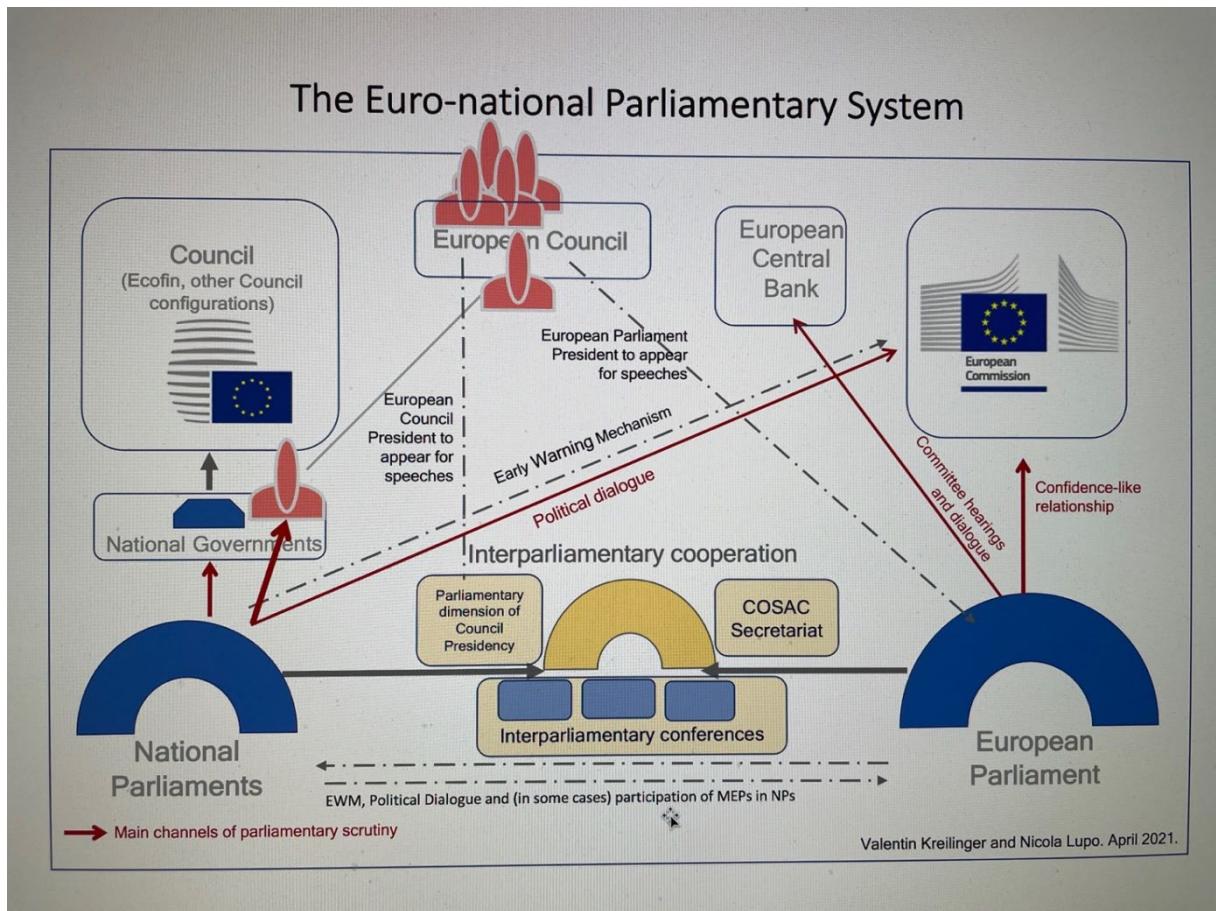 The Euro-national Parliamentary System
Council
(Ecofin, other Council
configurations)
European Council
European
Central
Bank
European
Commission
European Parliament
President to appear
for speeches
European
Council
President to
appear for
speeches
Early Warning Mechanism
Political dialogue
Committee hearings
and dialogue
Confidence-like
relationship
National Governments
Interparliamentary cooperation
Parliamentary
dimension of
Council
Presidency
COSAC
Secretariat
Interparliamentary conferences
National
Parliaments
European
Parliament
EWM, Political Dialogue and (in some cases) participation of MEPs in NPs
Main channels of parliamentary scrutiny
Valentin Kreilinger and Nicola Lupo. April 2021.